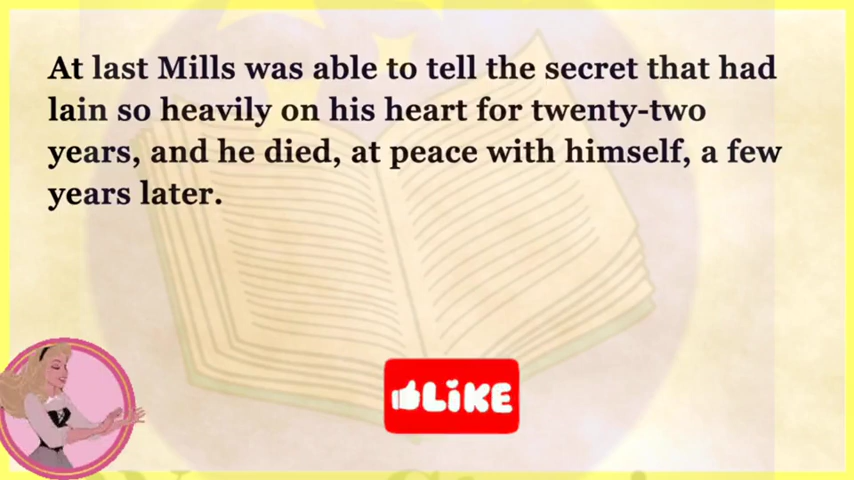 At last Mills was able to tell the secret that had
lain so heavily on his heart for twenty-two
years, and he died, at peace with himself, a few
years later.
LIKE